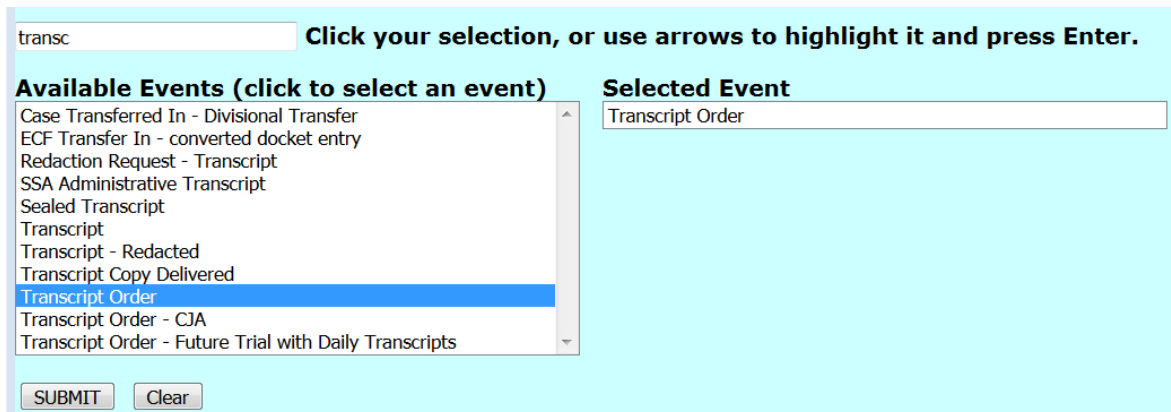 transc
Click your selection, or use arrows to highlight it and press Enter.
Available Events (click to select an event)
Case Transferred In - Divisional Transfer
ECF Transfer In - converted docket entry
Redaction Request - Transcript
SSA Administrative Transcript
Sealed Transcript
Transcript
Transcript - Redacted
Transcript Copy Delivered
Transcript Order
Transcript Order - CJA
Transcript Order - Future Trial with Daily Transcripts
Selected Event
Transcript Order
SUBMIT
Clear